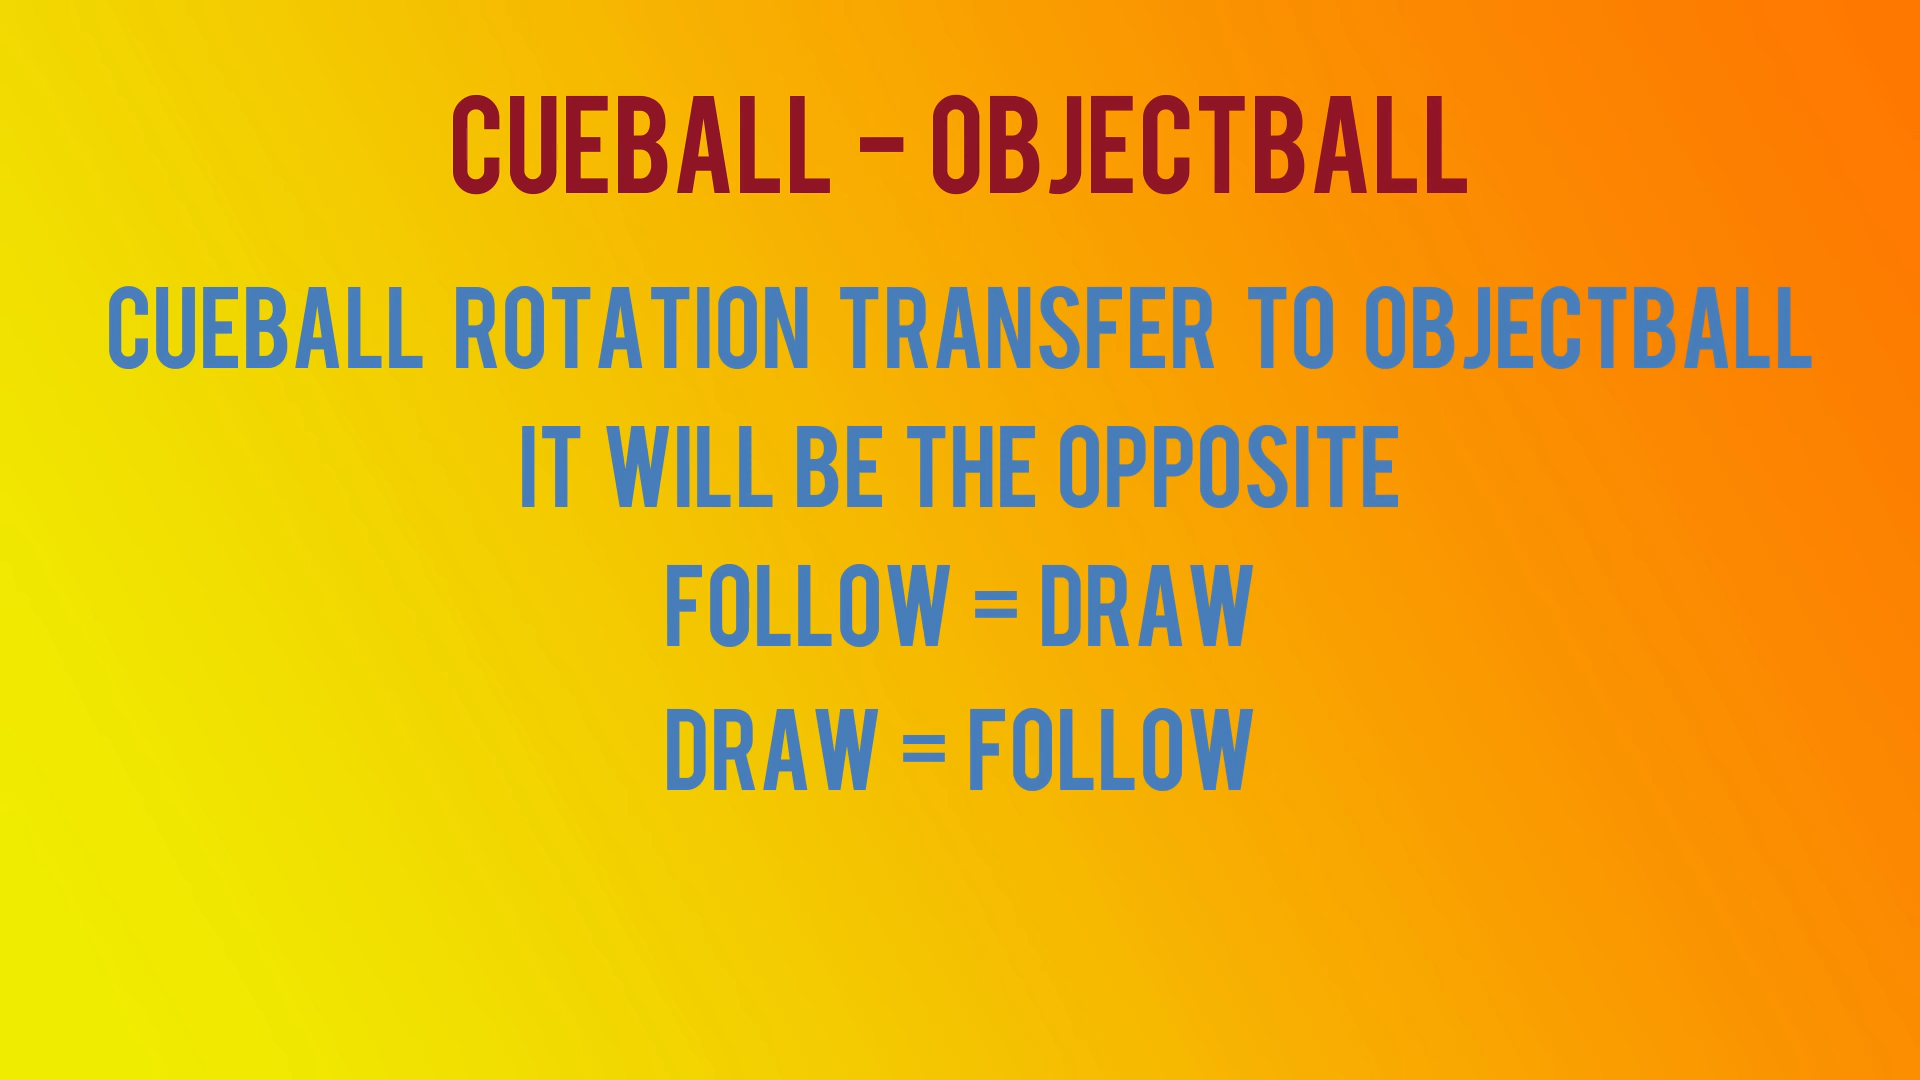 CUEBALL - OBJECTBALL
CUEBALL ROTATION TRANSFER TO OBJECTBALL
IT WILL BE THE OPPOSITE
FOLLOW = DRAW
DRAW = FOLLOW